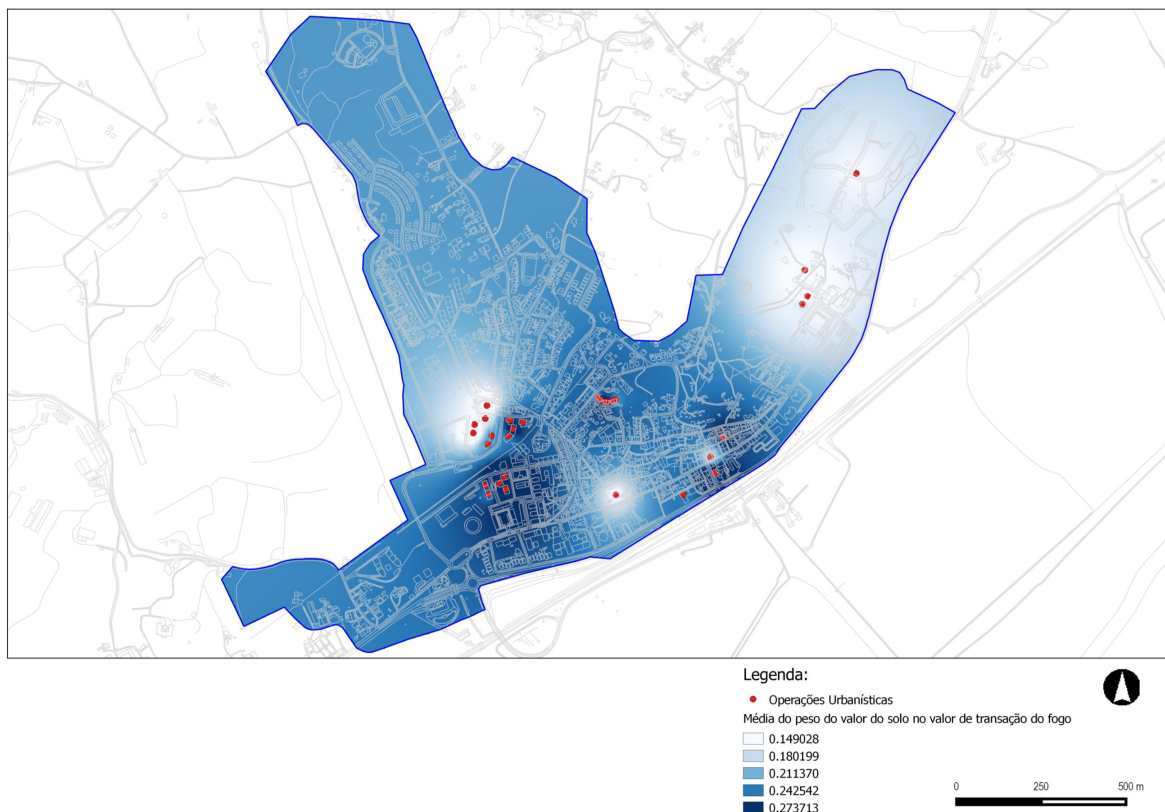 Legenda:
Operações Urbanísticas
Média do peso do valor do solo no valor de transação do fogo
0.149028
0.180199
0.211370
0.242542
0.273713
0 250 500 m